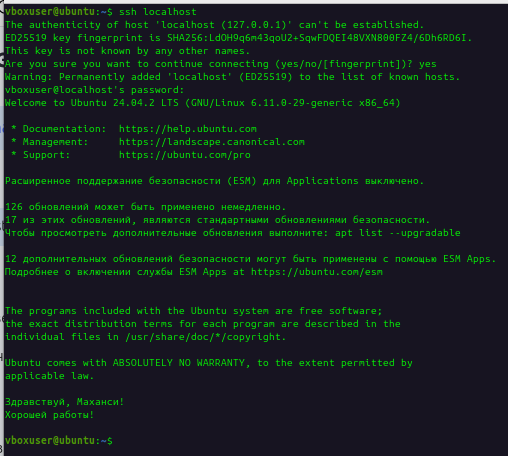 vboxuser@ubuntu:~$ ssh localhost
The authenticity of host 'localhost (127.0.0.1)' can't be established.
ED25519 key fingerprint is SHA256:LdOH9q6m43qoU2+SqwFDQEI48VXN800FZ4/6Dh6RD6I.
This key is not known by any other names.
Are you sure you want to continue connecting (yes/no/[fingerprint])? yes
Warning: Permanently added 'localhost' (ED25519) to the list of known hosts.
vboxuser@localhost's password:
Welcome to Ubuntu 24.04.2 LTS (GNU/Linux 6.11.0-29-generic x86_64)
* Documentation: https://help.ubuntu.com
* Management: https://landscape.canonical.com
* Support: https://ubuntu.com/pro
Расширенное поддержание безопасности (ESM) для Applications выключено.
126 обновлений может быть применено немедленно.
17 из этих обновлений, являются стандартными обновлениями безопасности.
Чтобы просмотреть дополнительные обновления выполните: apt list --upgradable
12 дополнительных обновлений безопасности могут быть применены с помощью ESM Apps.
Подробнее о включении службы ESM Apps at https://ubuntu.com/esm
The programs included with the Ubuntu system are free software;
the exact distribution terms for each program are described in the
individual files in /usr/share/doc/*/copyright.
Ubuntu comes with ABSOLUTELY NO WARRANTY, to the extent permitted by
applicable law.
Здравствуй, Маханси!
Хорошей работы!
vboxuser@ubuntu:~$